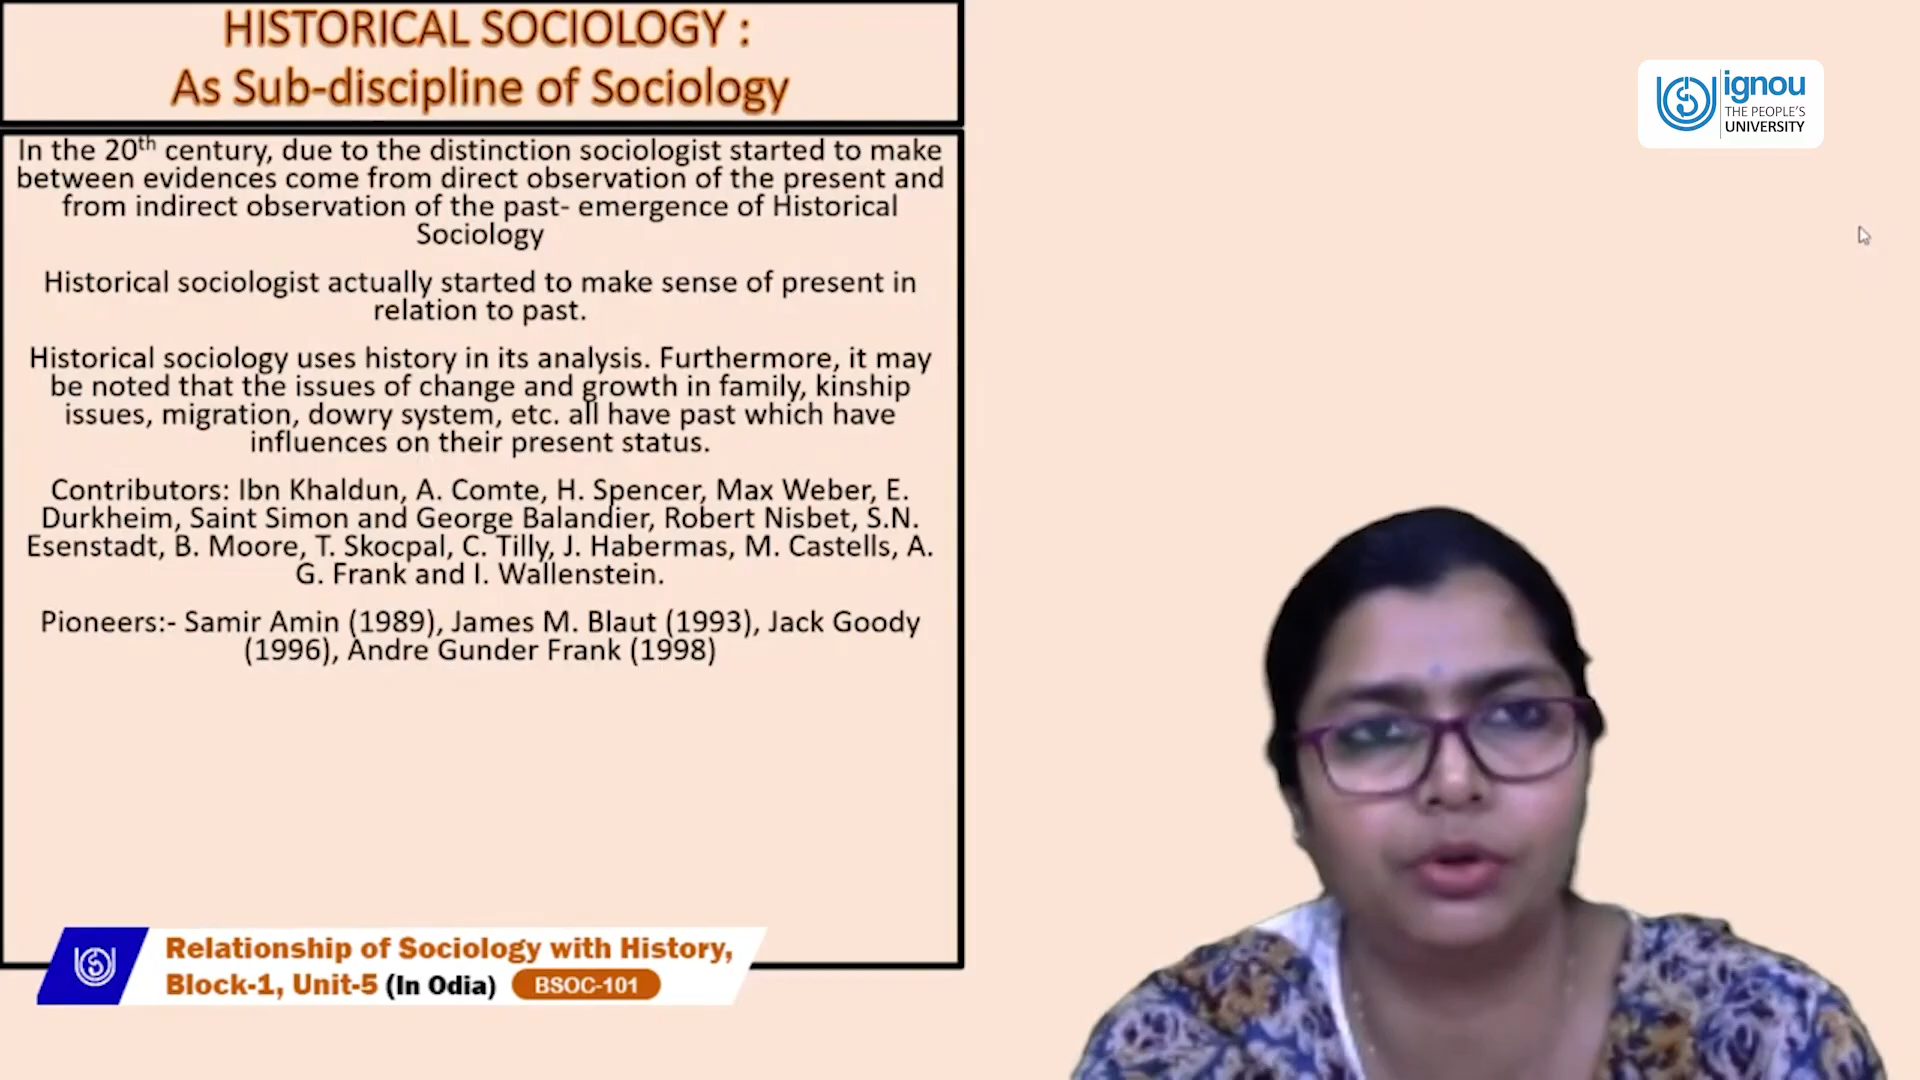 HISTORICAL SOCIOLOGY :
As Sub-discipline of Sociology
In the 20th century, due to the distinction sociologist started to make
between evidences come from direct observation of the present and
from indirect observation of the past- emergence of Historical
Sociology
Historical sociologist actually started to make sense of present in
relation to past.
Historical sociology uses history in its analysis. Furthermore, it may
be noted that the issues of change and growth in family, kinship
issues, migration, dowry system, etc. all have past which have
influences on their present status.
Contributors: Ibn Khaldun, A. Comte, H. Spencer, Max Weber, E.
Durkheim, Saint Simon and George Balandier, Robert Nisbet, S.N.
Esenstadt, B. Moore, T. Skocpal, C. Tilly, J. Habermas, M. Castells, A.
G. Frank and I. Wallenstein.
Pioneers:- Samir Amin (1989), James M. Blaut (1993), Jack Goody
(1996), Andre Gunder Frank (1998)
ignou
THE PEOPLE'S
UNIVERSITY
Relationship of Sociology with History,
Block-1, Unit-5 (In Odia) BSOC-101